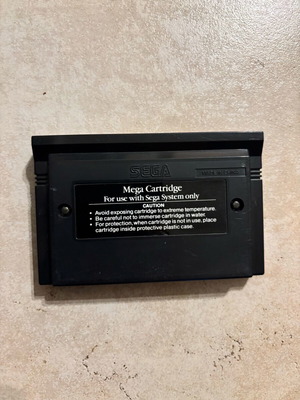 SEGA
Mega Cartridge
For use with Sega System only
CAUTION
• Avoid exposing cartridge to extreme temperature.
• Be careful not to immerse cartridge in water.
• For protection, when cartridge is not in use, place
cartridge inside protective plastic case.